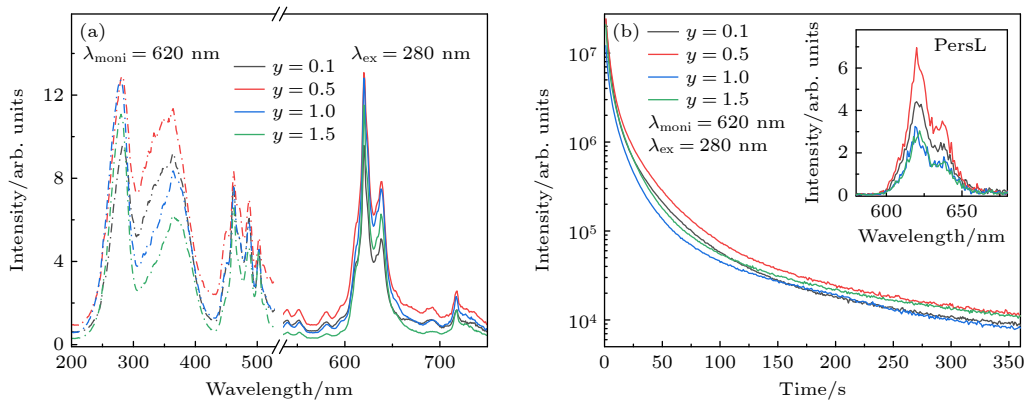 (a)
λmoni = 620 nm
λex = 280 nm
y = 0.1
y = 0.5
y = 1.0
y = 1.5
Intensity/arb. units
0
4
8
12
200
300
400
500
600
700
Wavelength/nm
(b)
y = 0.1
y = 0.5
y = 1.0
y = 1.5
λmoni = 620 nm
λex = 280 nm
Intensity/arb. units
10⁷
10⁶
10⁵
10⁴
0
50
100
150
200
250
300
350
Time/s
PersL
Intensity/arb. units
6
4
2
0
600
650
Wavelength/nm